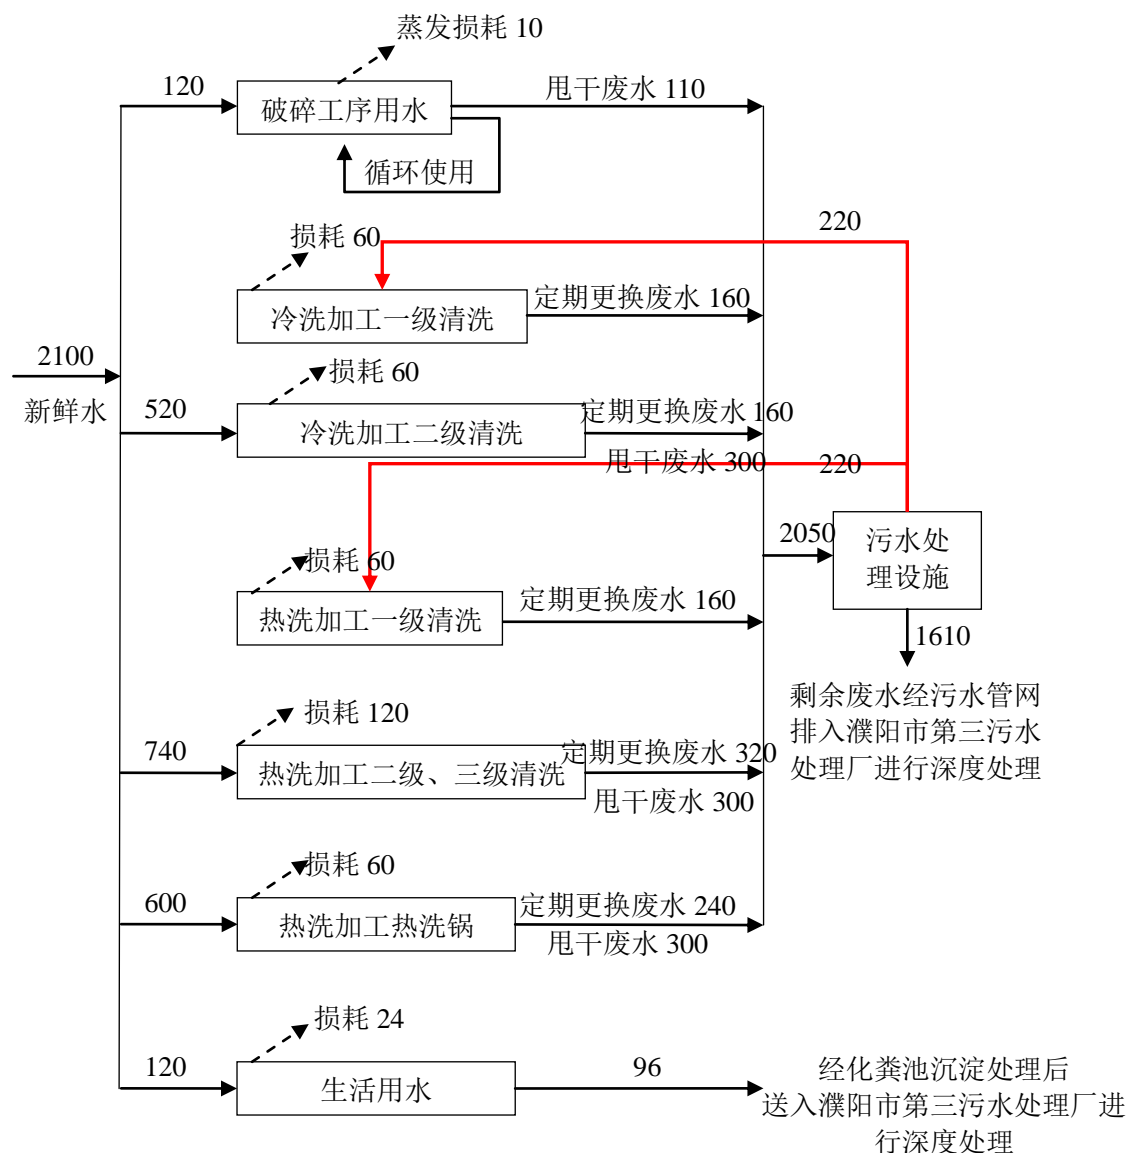 蒸发损耗 10
120
破碎工序用水
甩干废水 110
循环使用
220
损耗 60
冷洗加工一级清洗
定期更换废水 160
2100
新鲜水
损耗 60
520
冷洗加工二级清洗
定期更换废水 160
甩干废水 300
220
2050
污水处
理设施
损耗 60
热洗加工一级清洗
定期更换废水 160
1610
剩余废水经污水管网
排入濮阳市第三污水
处理厂进行深度处理
损耗 120
740
热洗加工二级、三级清洗
定期更换废水 320
甩干废水 300
损耗 60
600
热洗加工热洗锅
定期更换废水 240
甩干废水 300
损耗 24
120
生活用水
96
经化粪池沉淀处理后
送入濮阳市第三污水处理厂进
行深度处理